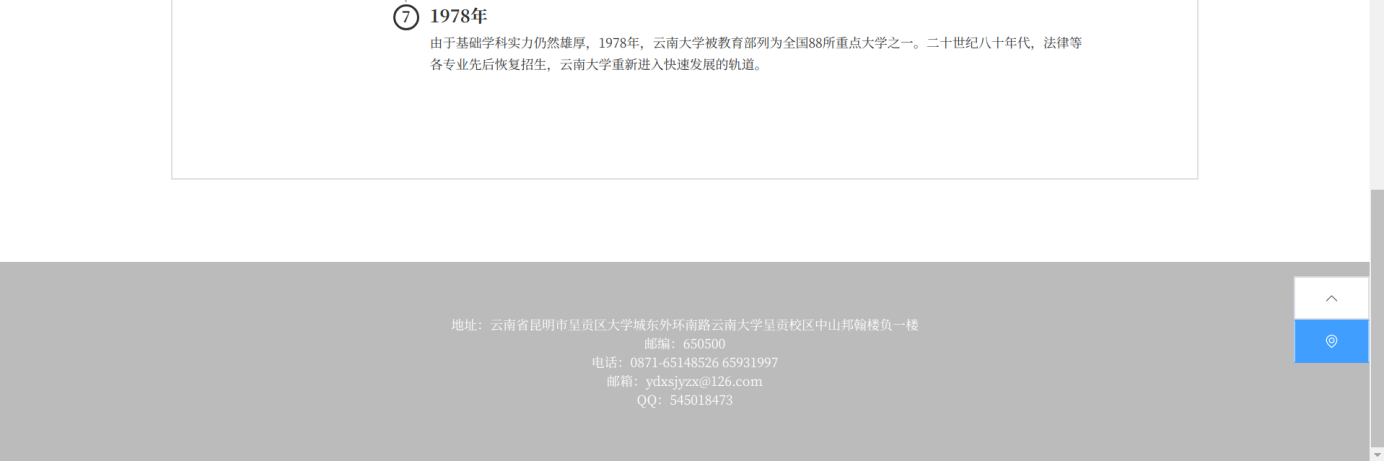 7 1978年
由于基础学科实力仍然雄厚，1978年，云南大学被教育部列为全国88所重点大学之一。二十世纪八十年代，法律等
各专业先后恢复招生，云南大学重新进入快速发展的轨道。
地址：云南省昆明市呈贡区大学城东外环南路云南大学呈贡校区中山邦翰楼负一楼
邮编：650500
电话：0871-65148526 65931997
邮箱：ydxsjyzx@126.com
QQ：545018473